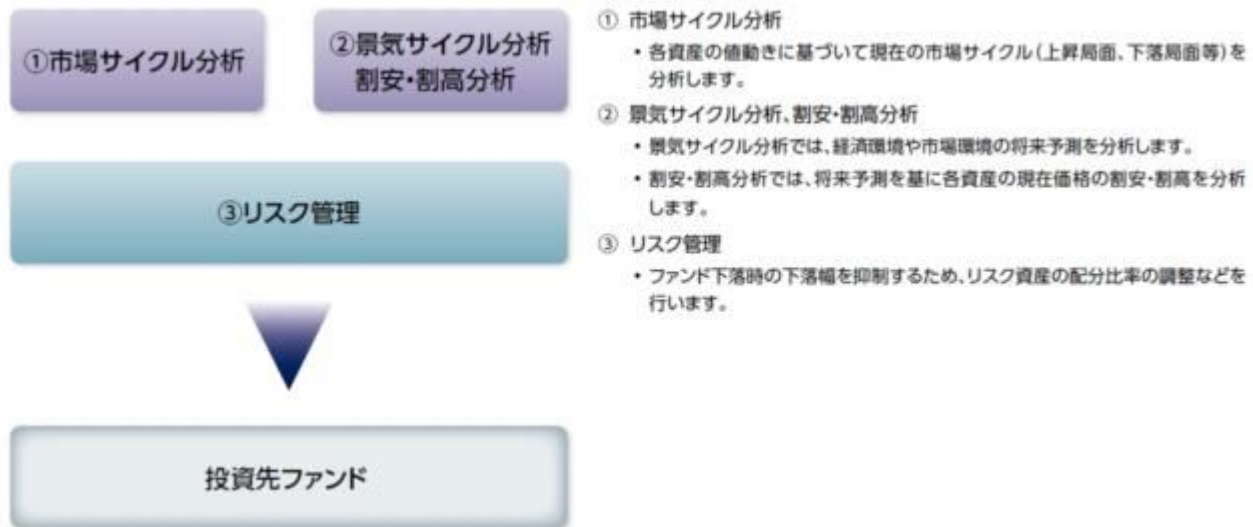 ①市場サイクル分析
②景気サイクル分析
割安・割高分析
③リスク管理
投資先ファンド
① 市場サイクル分析
• 各資産の値動きに基づいて現在の市場サイクル(上昇局面、下落局面等)を
分析します。
② 景気サイクル分析、割安・割高分析
• 景気サイクル分析では、経済環境や市場環境の将来予測を分析します。
• 割安・割高分析では、将来予測を基に各資産の現在価格の割安・割高を分析
します。
③ リスク管理
• ファンド下落時の下落幅を抑制するため、リスク資産の配分比率の調整などを
行います。